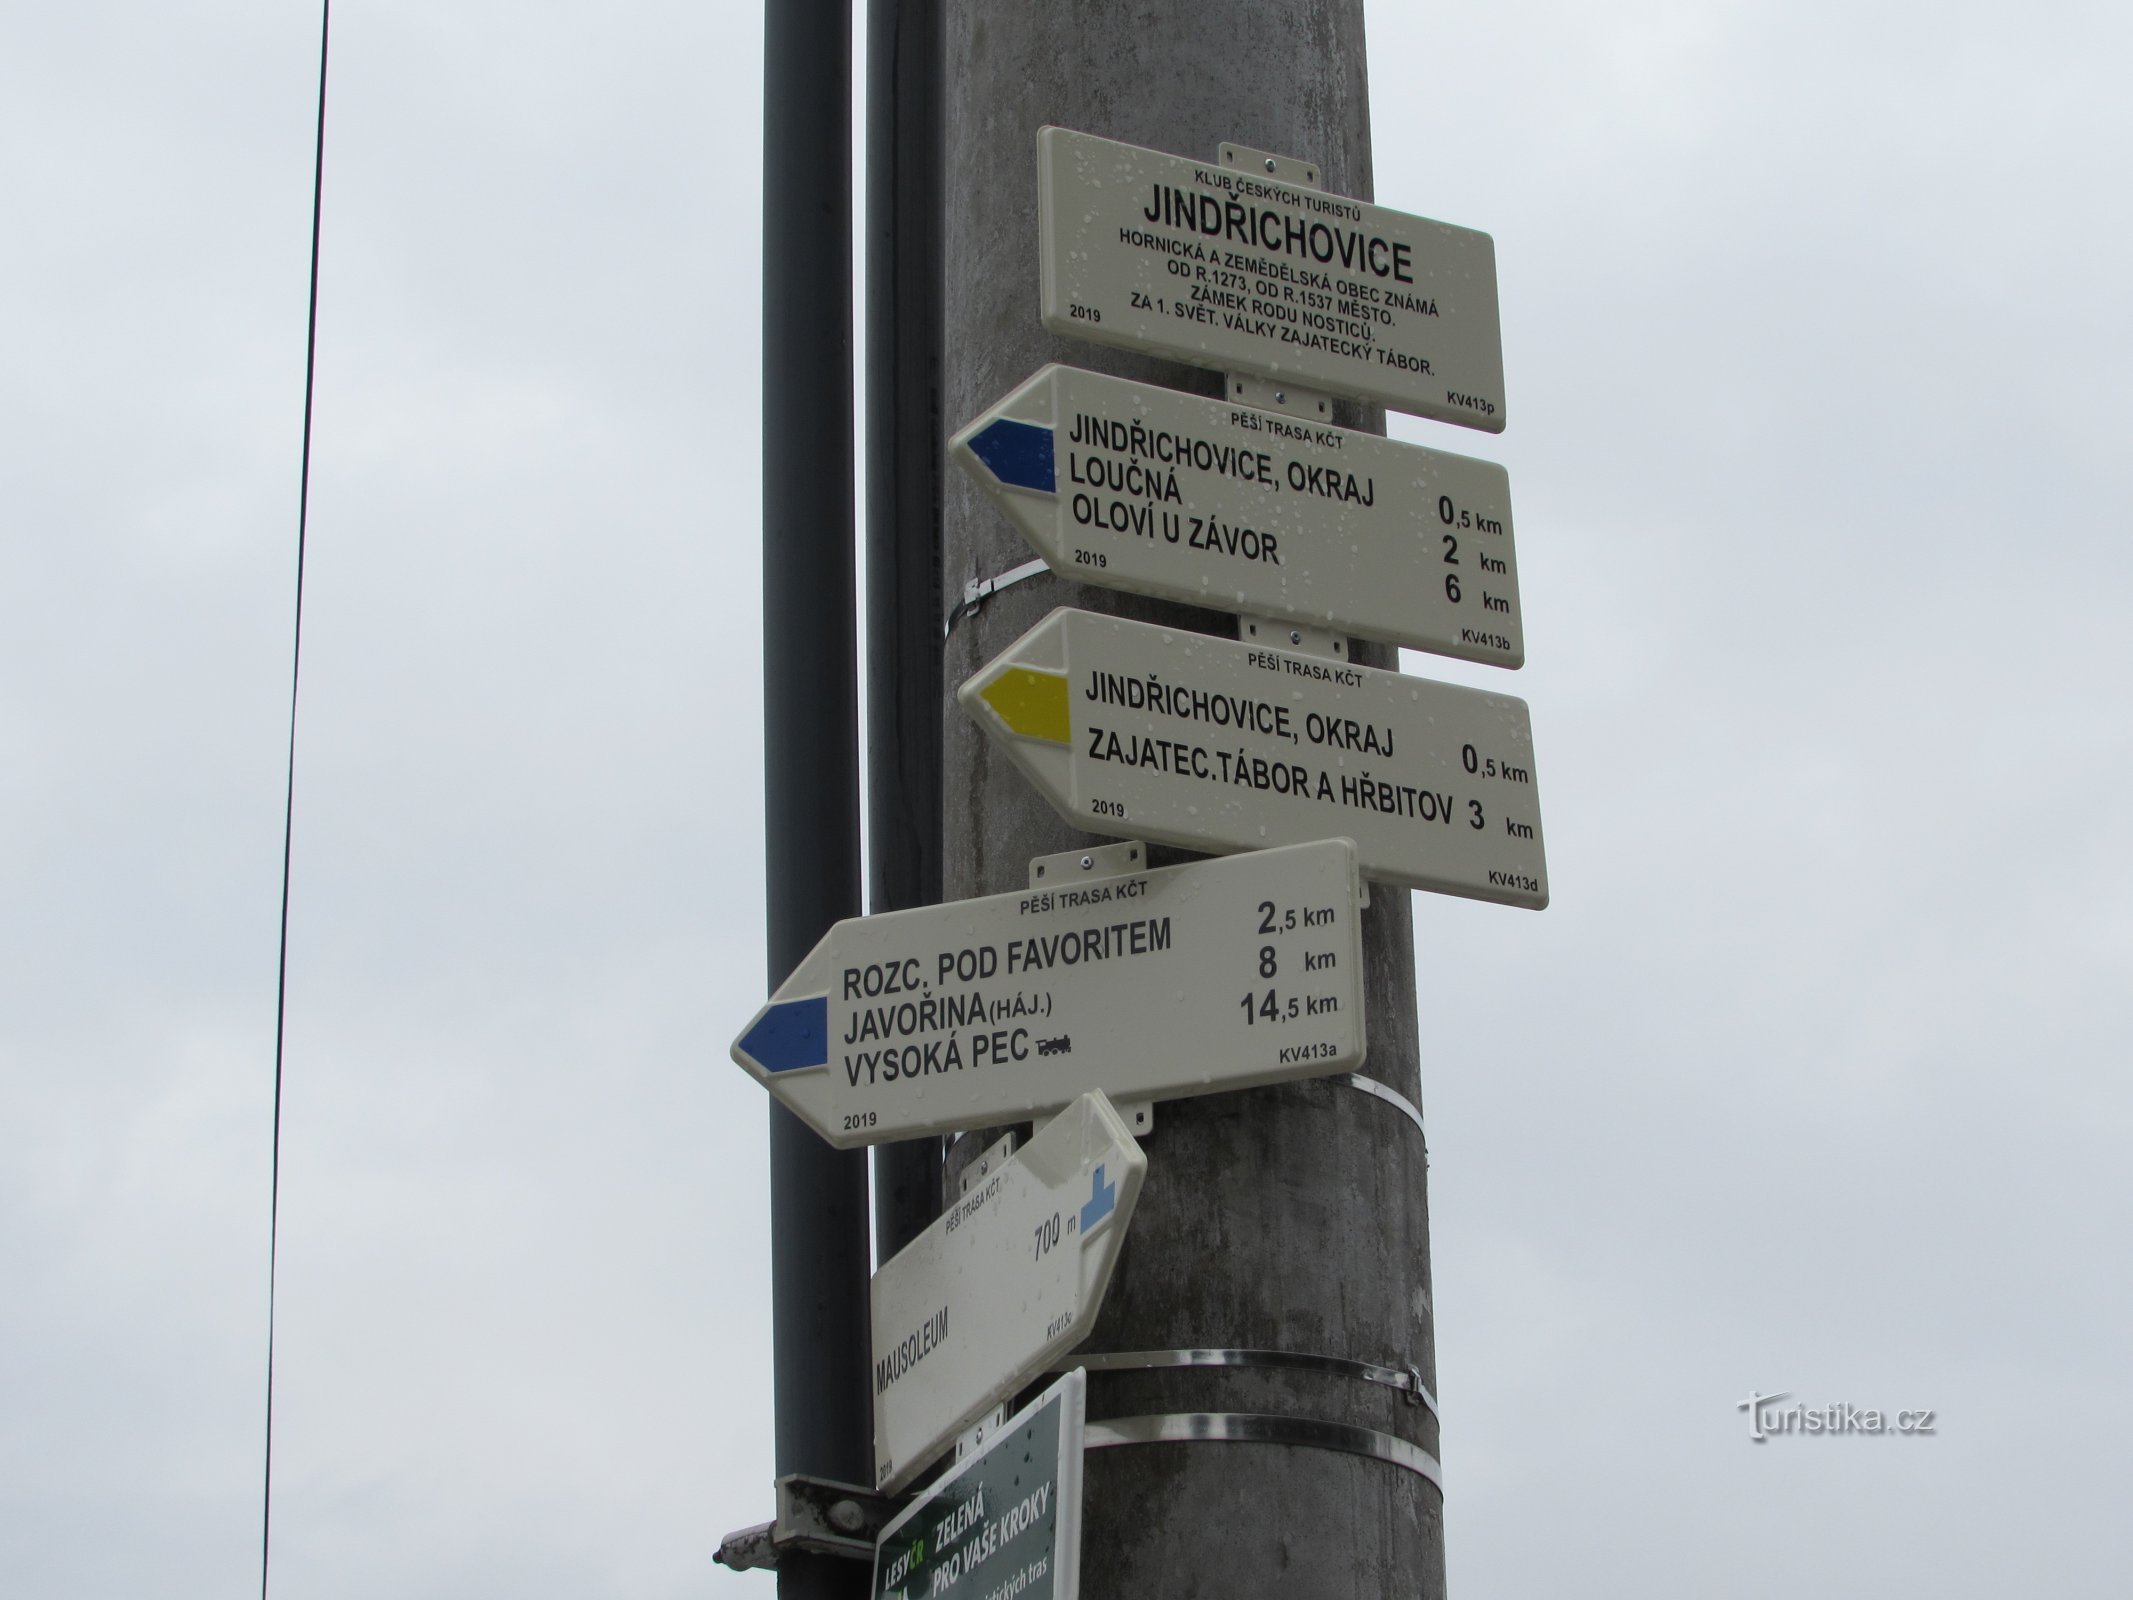 KLUB ČESKÝCH TURISTŮ
JINDŘICHOVICE
HORNICKÁ A ZEMĚDĚLSKÁ OBEC ZNÁMÁ
OD R.1273, OD R.1537 MĚSTO.
ZÁMEK RODU NOSTICŮ.
ZA 1. SVĚT. VÁLKY ZAJATECKÝ TÁBOR.
2019 KV413p
PĚŠÍ TRASA KČT
JINDŘICHOVICE, OKRAJ 0,5 km
LOUČNÁ 2 km
OLOVÍ U ZÁVOR 6 km
2019 KV413b
PĚŠÍ TRASA KČT
JINDŘICHOVICE, OKRAJ 0,5 km
ZAJATEC.TÁBOR A HŘBITOV 3 km
2019 KV413d
PĚŠÍ TRASA KČT
ROZC. POD FAVORITEM 2,5 km
JAVOŘINA (HÁJ.) 8 km
VYSOKÁ PEC 14,5 km
2019 KV413a
PĚŠÍ TRASA KČT
MAUSOLEUM 700 m
2019 KV413c
LESY ČR ZELENÁ
PRO VAŠE KROKY
Turistika.cz